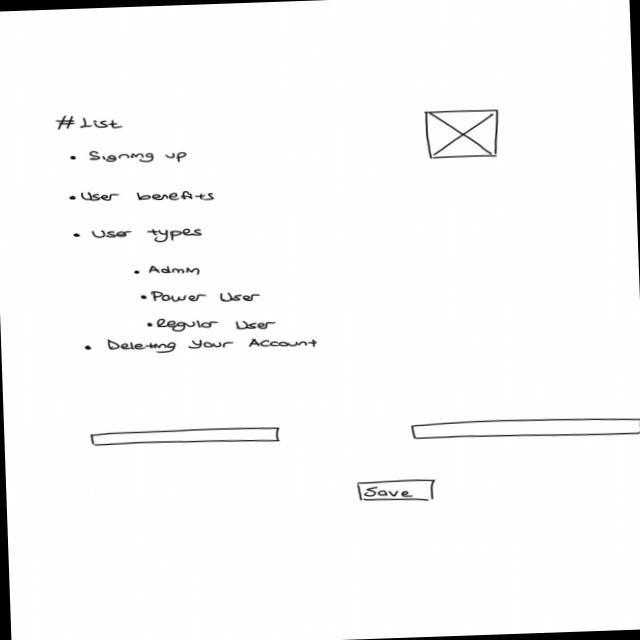 # List
• Signing up
• User benefits
• User types
• Admin
• Power User
• Regular User
• Deleting Your Account
Save